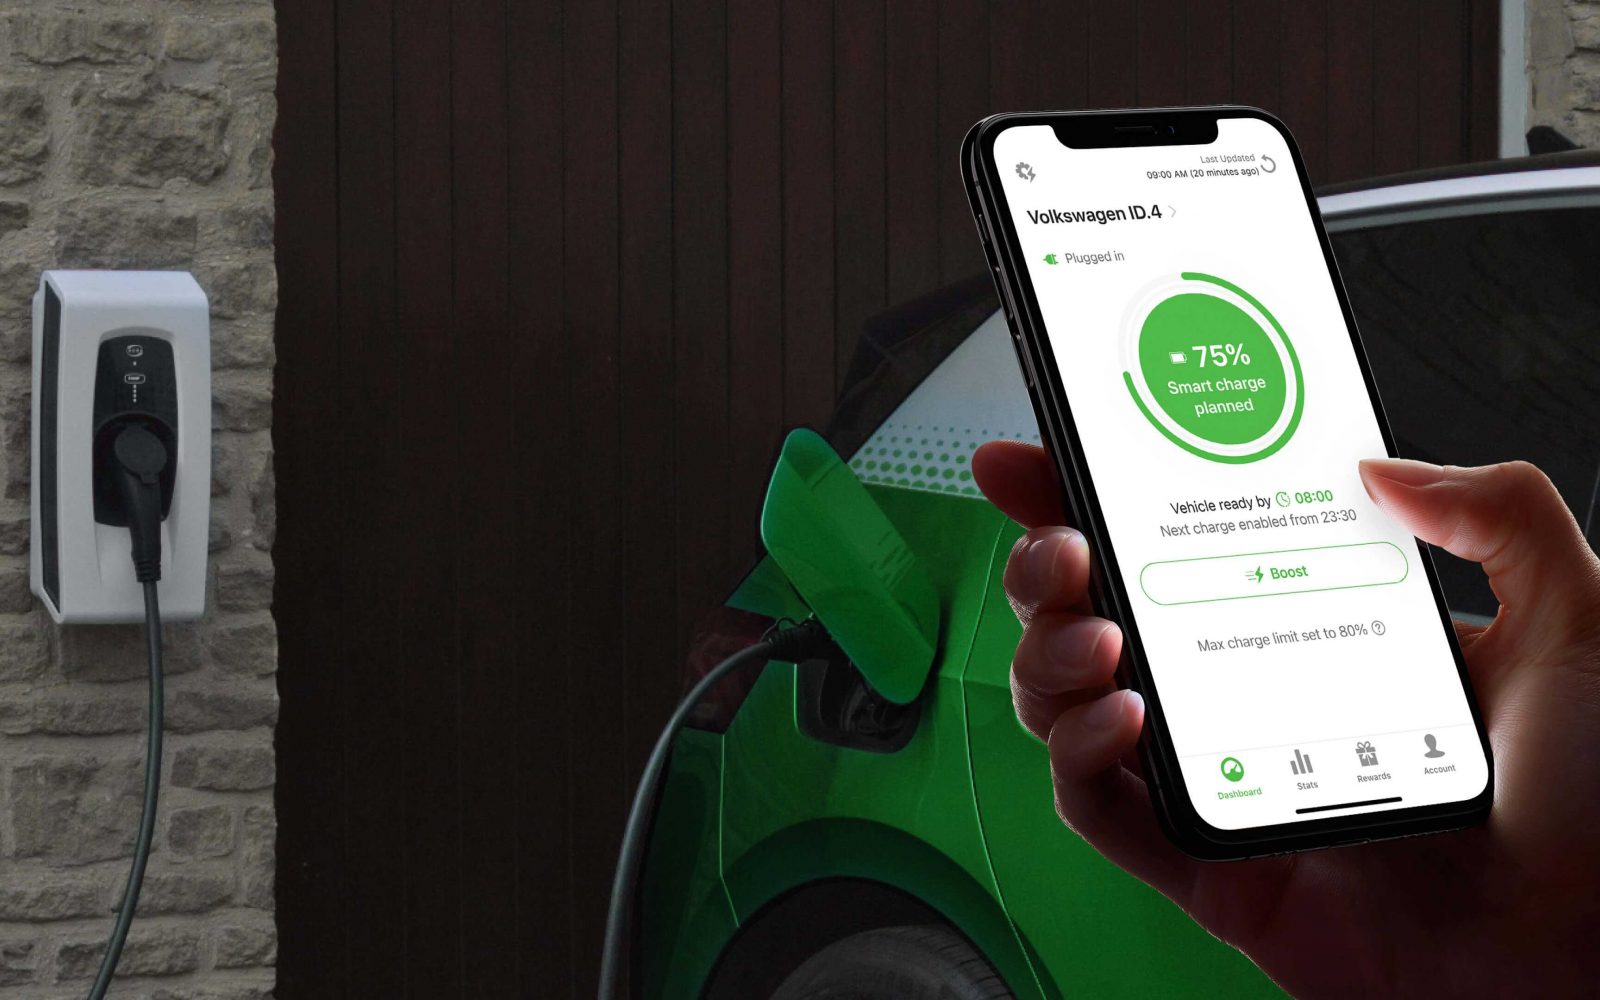 Last Updated
09:00 AM (20 minutes ago)
Volkswagen ID.4
Plugged in
75%
Smart charge
planned
Vehicle ready by 08:00
Next charge enabled from 23:30
Boost
Max charge limit set to 80%
Dashboard
Stats
Rewards
Account